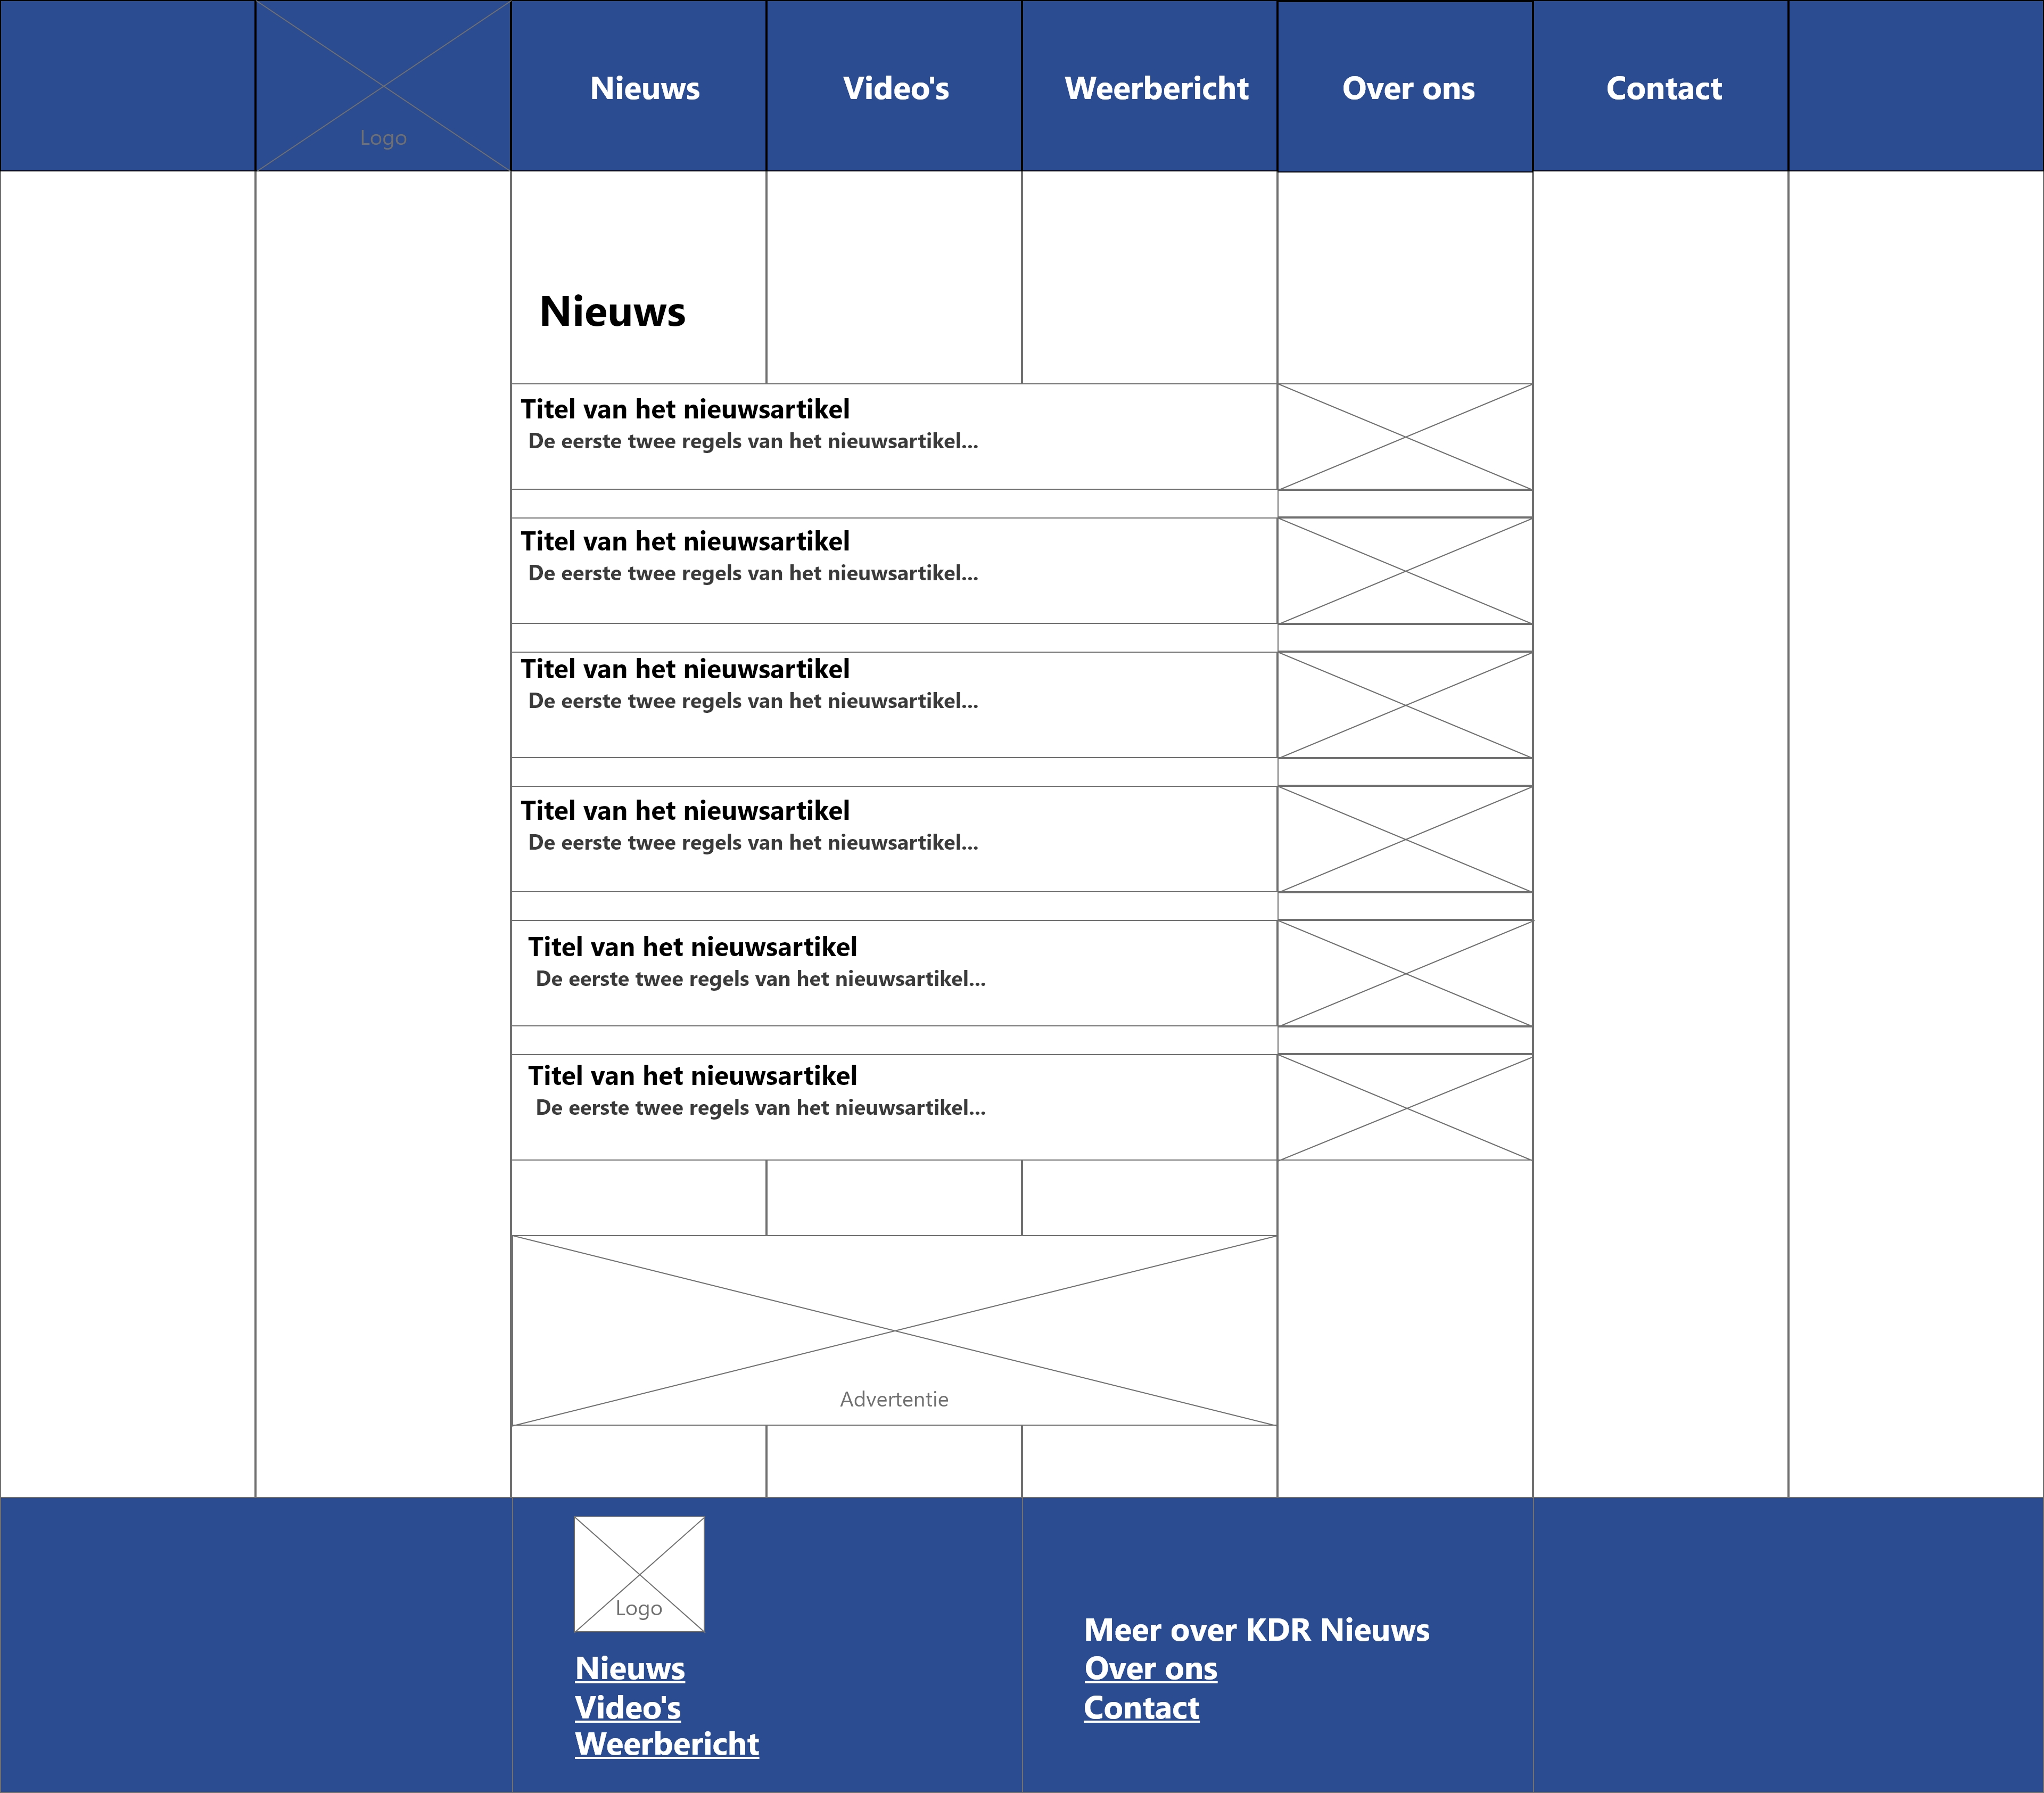 Logo
Nieuws
Video's
Weerbericht
Over ons
Contact
Nieuws
Titel van het nieuwsartikel
De eerste twee regels van het nieuwsartikel...
Titel van het nieuwsartikel
De eerste twee regels van het nieuwsartikel...
Titel van het nieuwsartikel
De eerste twee regels van het nieuwsartikel...
Titel van het nieuwsartikel
De eerste twee regels van het nieuwsartikel...
Titel van het nieuwsartikel
De eerste twee regels van het nieuwsartikel...
Titel van het nieuwsartikel
De eerste twee regels van het nieuwsartikel...
Advertentie
Logo
Nieuws
Video's
Weerbericht
Meer over KDR Nieuws
Over ons
Contact